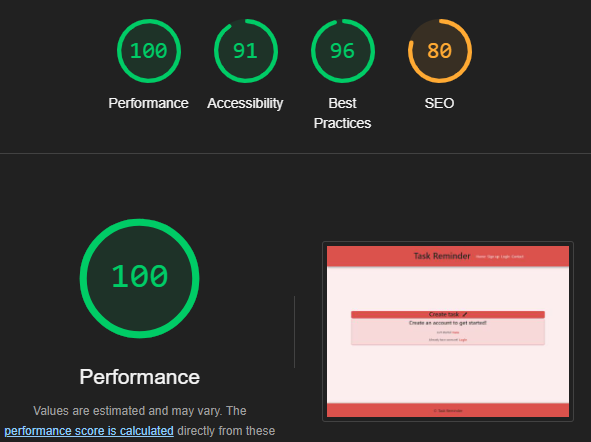 100 91 96 80
Performance Accessibility Best Practices SEO
100
Performance
Values are estimated and may vary. The
performance score is calculated directly from these
Task Reminder Home Sign up Login Contact
Create task
Create an account to get started!
Login
© Task Reminder